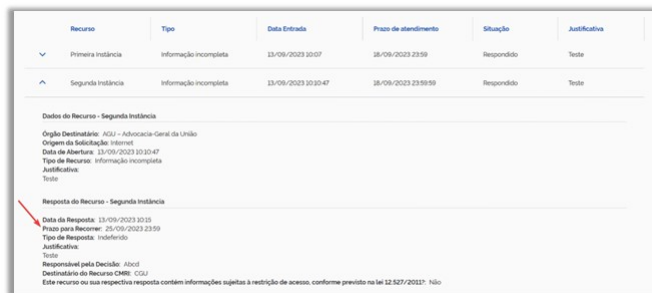 Recurso Tipo Data Entrada Prazo de atendimento Situação Justificativa
Primeira Instância Informação incompleta 13/09/2023 10:07 18/09/2023 23:59 Respondido Teste
Segunda Instância Informação incompleta 13/09/2023 10:10:47 18/09/2023 23:59:59 Respondido Teste
Dados do Recurso - Segunda Instância
Órgão Destinatário: AGU – Advocacia-Geral da União
Origem da Solicitação: Internet
Data de Abertura: 13/09/2023 10:10:47
Tipo de Recurso: Informação incompleta
Justificativa:
Teste
Resposta do Recurso - Segunda Instância
Data da Resposta: 13/09/2023 10:15
Prazo para Recorrer: 25/09/2023 23:59
Tipo de Resposta: Indeferido
Justificativa:
Teste
Responsável pela Decisão: Abcd
Destinatário do Recurso CMRI: CGU
Este recurso ou sua respectiva resposta contém informações sujeitas à restrição de acesso, conforme previsto na lei 12.527/2011?: Não